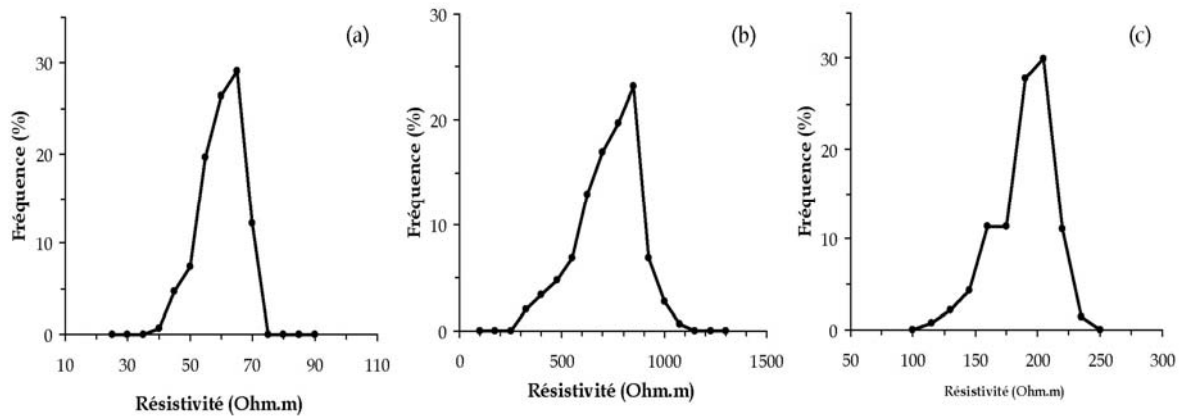 (a)
30
20
10
0
Fréquence (%)
10 30 50 70 90 110
Résistivité (Ohm.m)
(b)
30
20
10
0
Fréquence (%)
0 500 1000 1500
Résistivité (Ohm.m)
(c)
30
20
10
0
Fréquence (%)
50 100 150 200 250 300
Résistivité (Ohm.m)